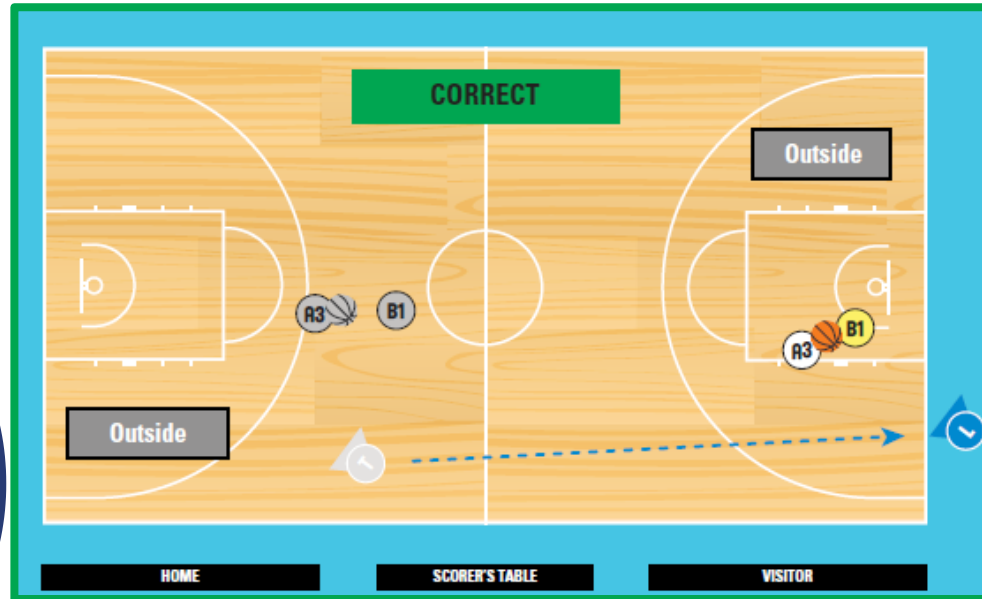 CORRECT
Outside
A3
B1
B1
A3
Outside
T
L
HOME
SCORER'S TABLE
VISITOR